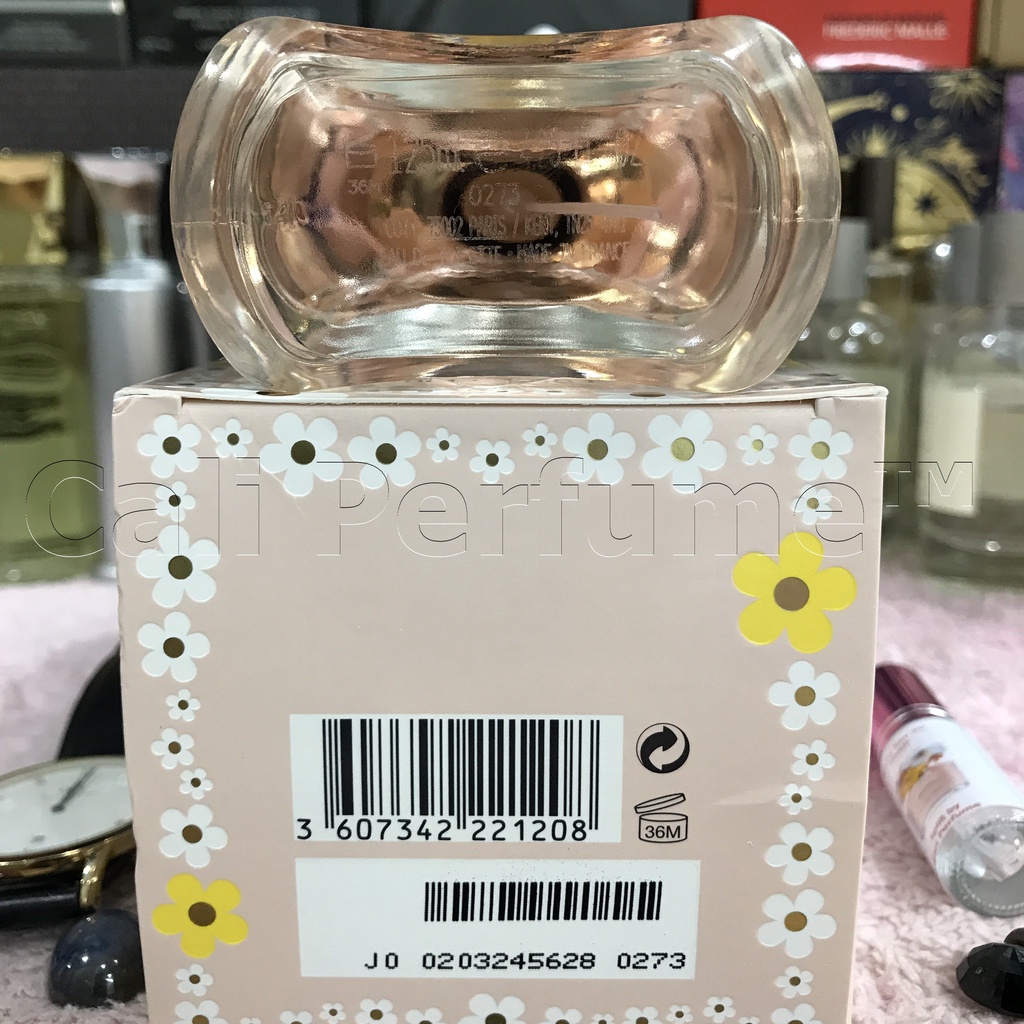 FREDERIC MALLE
36M
0273
75002 PARIS /
MADE IN FRANCE
Cali Perfume™
3 607342 221208
36M
J0 0203245628 0273